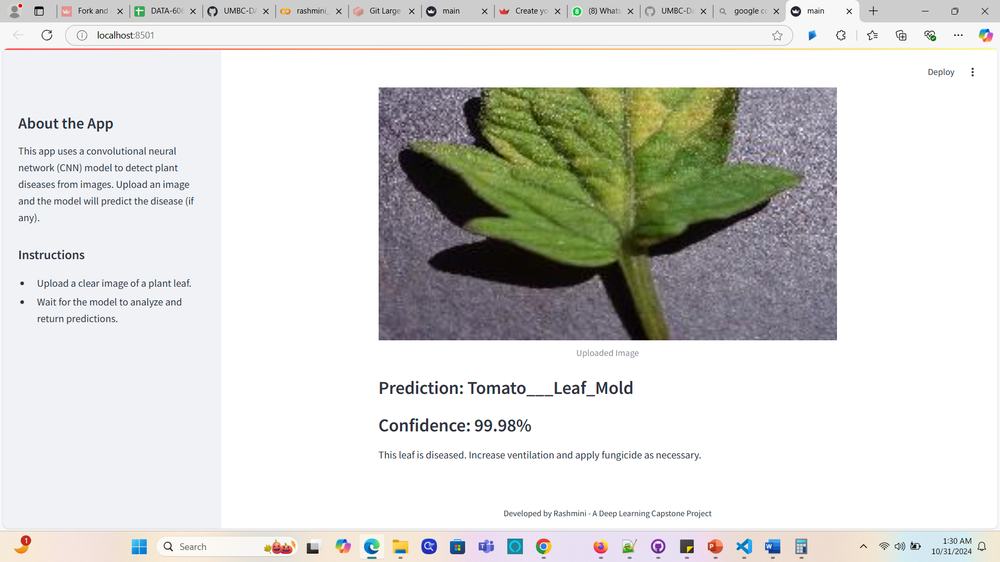 Fork and
DATA-606
UMBC-DA
rashmini_
Git Large
main
Create yo
(8) Whats
UMBC-Da
google co
main
localhost:8501
Deploy
About the App
This app uses a convolutional neural
network (CNN) model to detect plant
diseases from images. Upload an image
and the model will predict the disease (if
any).
Instructions
• Upload a clear image of a plant leaf.
• Wait for the model to analyze and
return predictions.
Uploaded Image
Prediction: Tomato___Leaf_Mold
Confidence: 99.98%
This leaf is diseased. Increase ventilation and apply fungicide as necessary.
Developed by Rashmini - A Deep Learning Capstone Project
1
Search
1:30 AM
10/31/2024